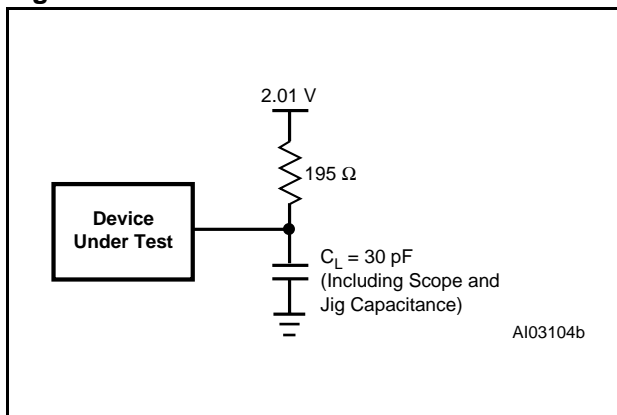 2.01 V
195 Ω
Device
Under Test
C_L = 30 pF
(Including Scope and
Jig Capacitance)
AI03104b